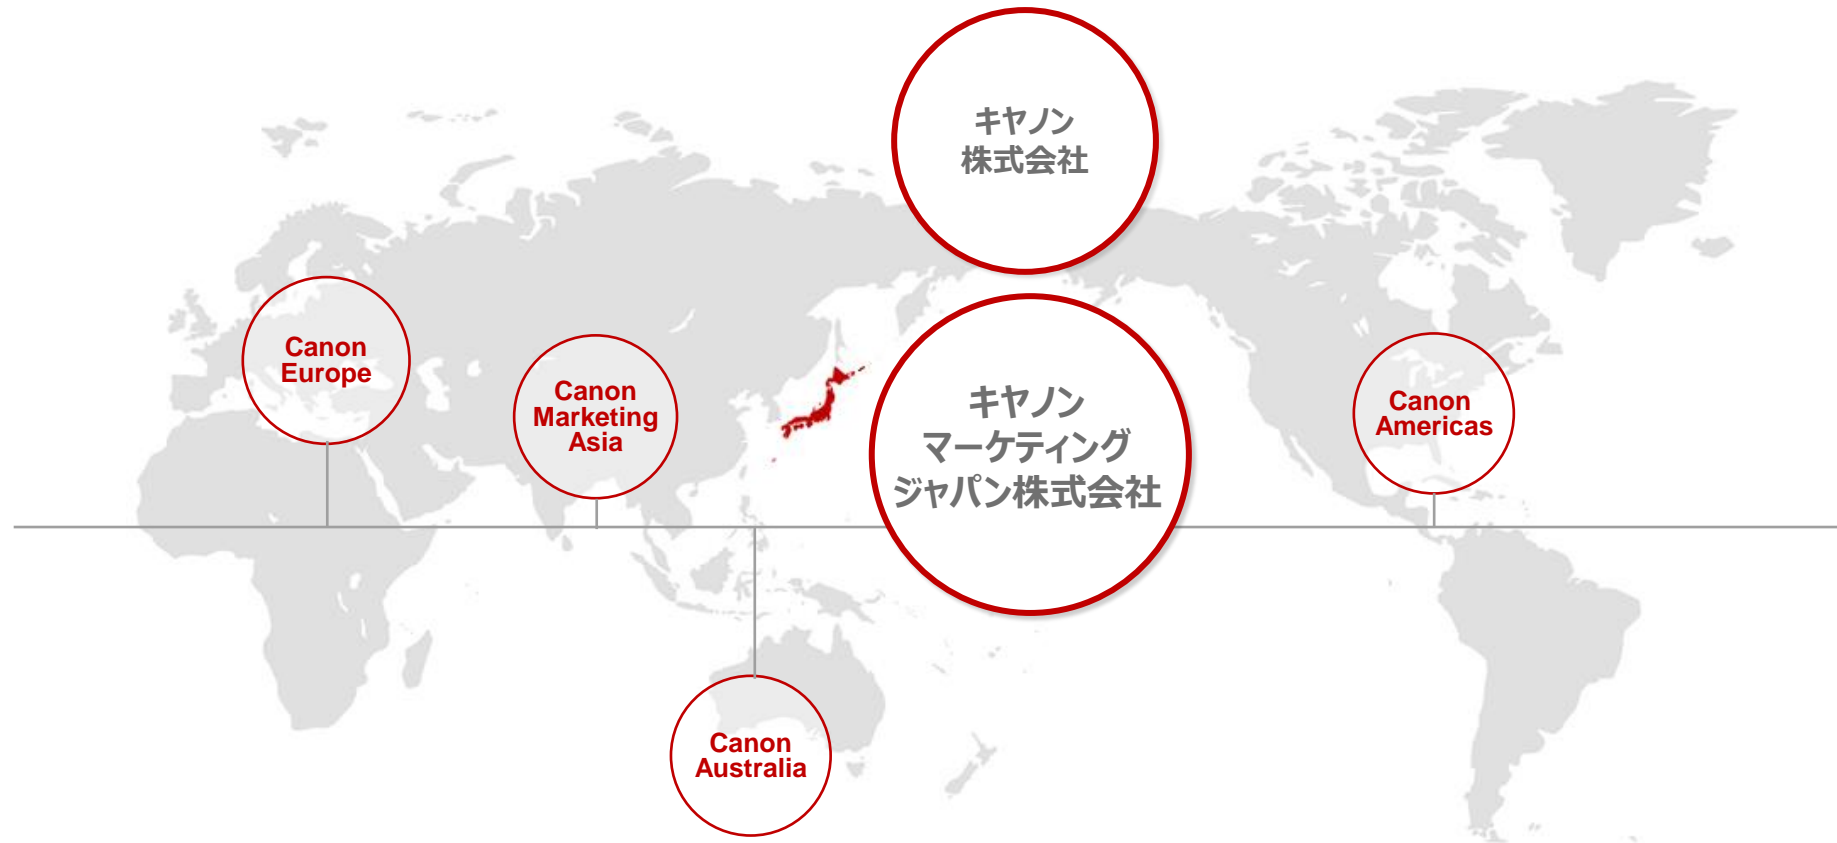 キヤノン
株式会社
キヤノン
マーケティング
ジャパン株式会社
Canon
Europe
Canon
Marketing
Asia
Canon
Americas
Canon
Australia